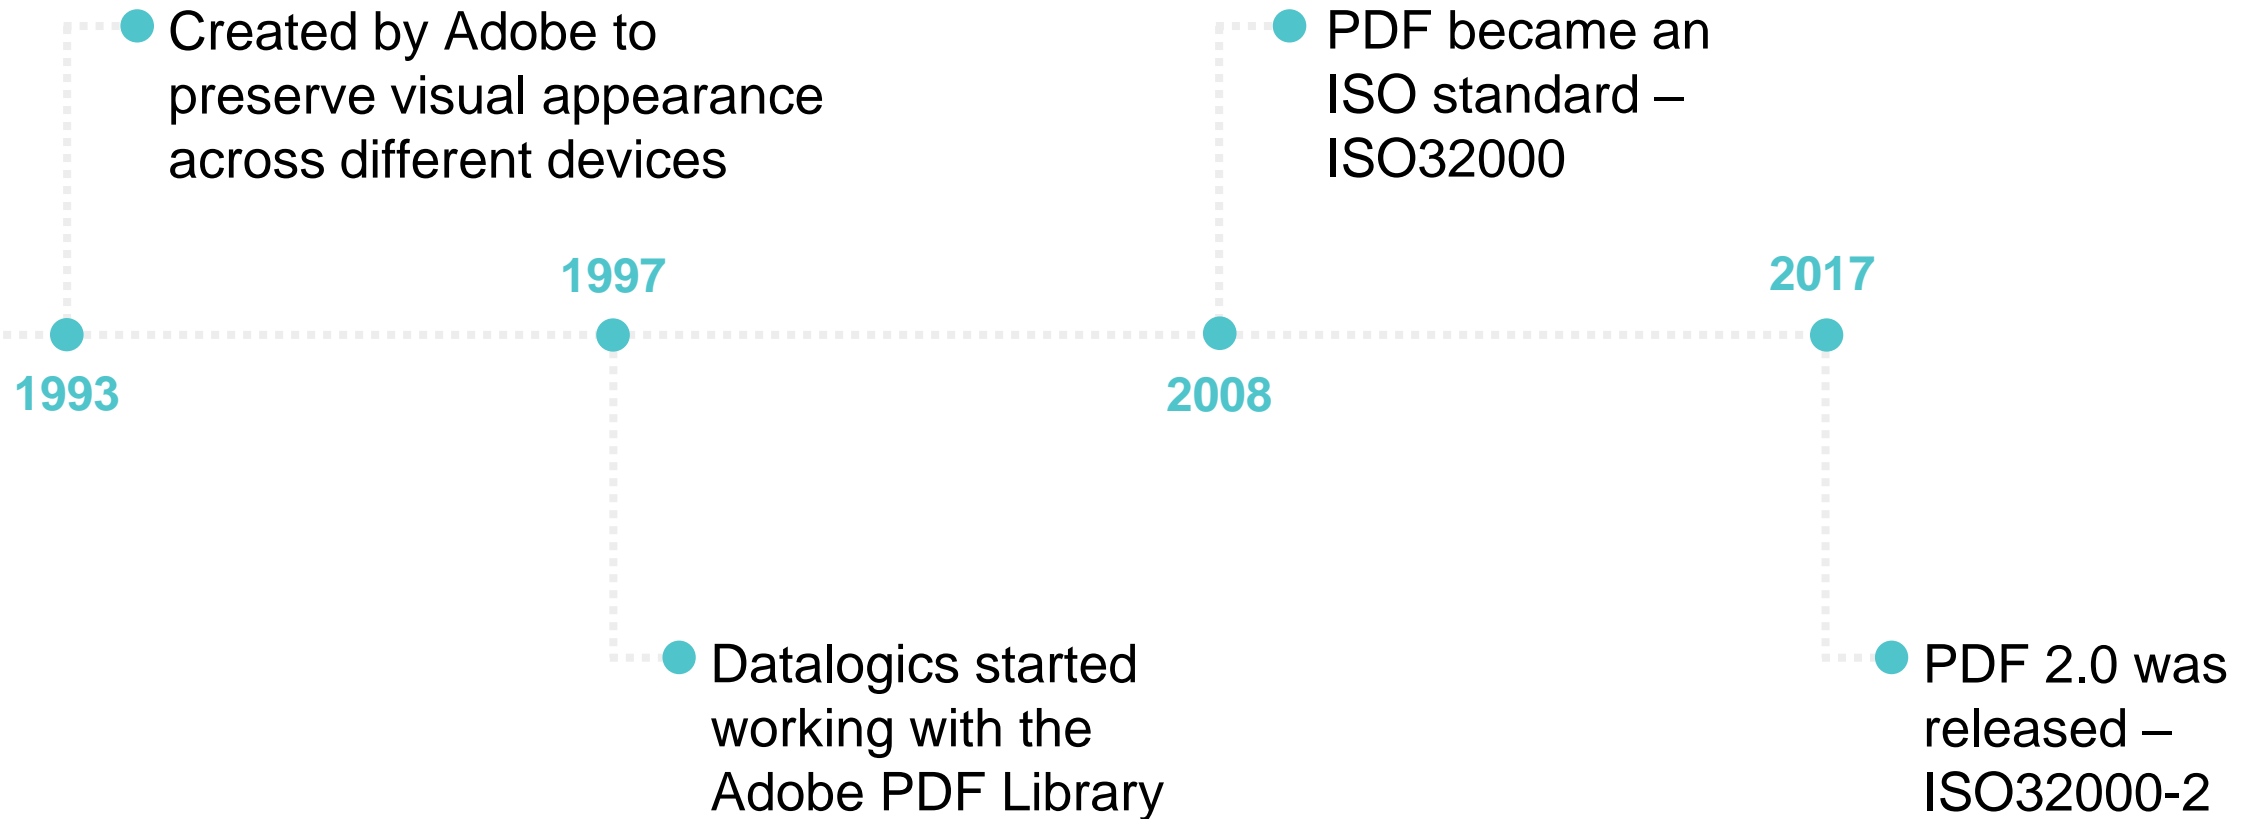 Created by Adobe to
preserve visual appearance
across different devices
1993
1997
Datalogics started
working with the
Adobe PDF Library
PDF became an
ISO standard –
ISO32000
2008
2017
PDF 2.0 was
released –
ISO32000-2